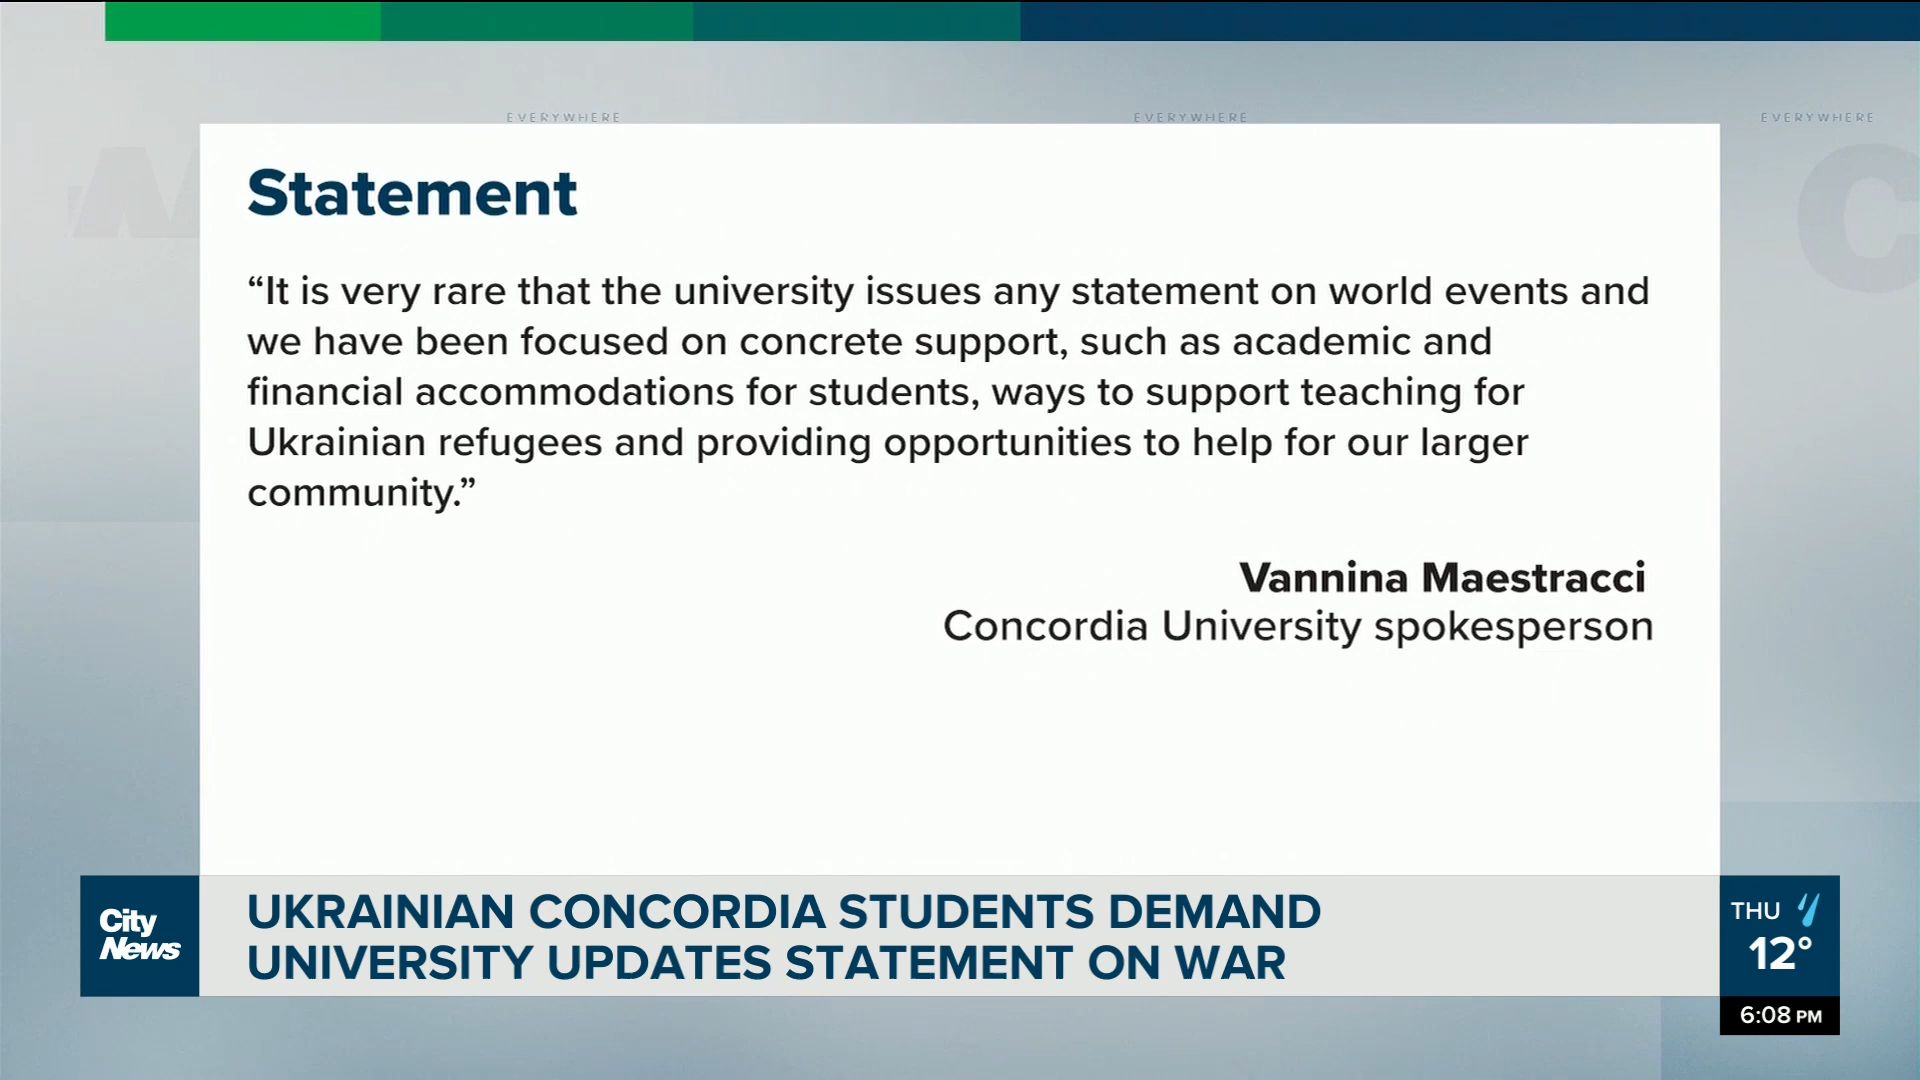 EVERYWHERE EVERYWHERE EVERYWHERE
Statement
“It is very rare that the university issues any statement on world events and
we have been focused on concrete support, such as academic and
financial accommodations for students, ways to support teaching for
Ukrainian refugees and providing opportunities to help for our larger
community.”
Vannina Maestracci
Concordia University spokesperson
City
News
UKRAINIAN CONCORDIA STUDENTS DEMAND
UNIVERSITY UPDATES STATEMENT ON WAR
THU
12°
6:08 PM